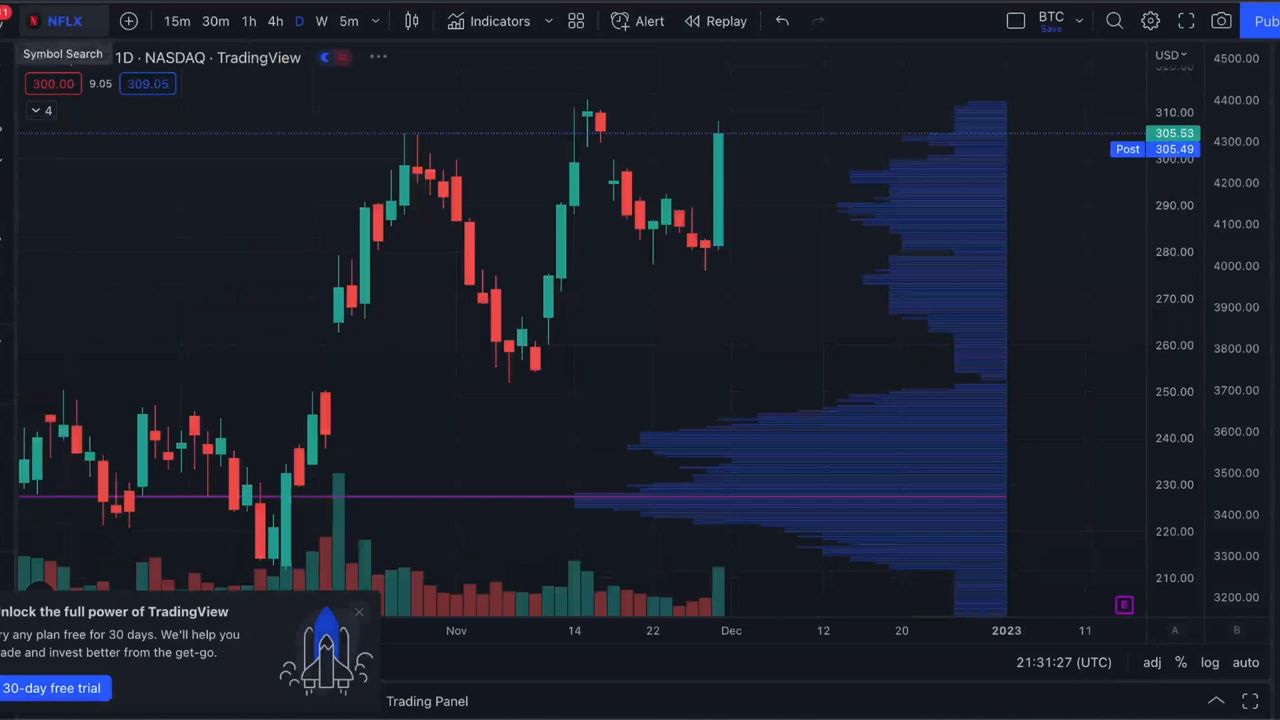 11
NFLX
15m 30m 1h 4h D W 5m
Indicators
Alert
Replay
BTC
Save
Pub
Symbol Search
1D · NASDAQ · TradingView
USD
300.00 9.05 309.05
4
310.00
305.53
Post 305.49
300.00
290.00
280.00
270.00
260.00
250.00
240.00
230.00
220.00
210.00
4500.00
4400.00
4300.00
4200.00
4100.00
4000.00
3900.00
3800.00
3700.00
3600.00
3500.00
3400.00
3300.00
3200.00
E
Nov 14 22 Dec 12 20 2023 11
A B
nlock the full power of TradingView
ry any plan free for 30 days. We'll help you
ade and invest better from the get-go.
30-day free trial
21:31:27 (UTC) adj % log auto
Trading Panel